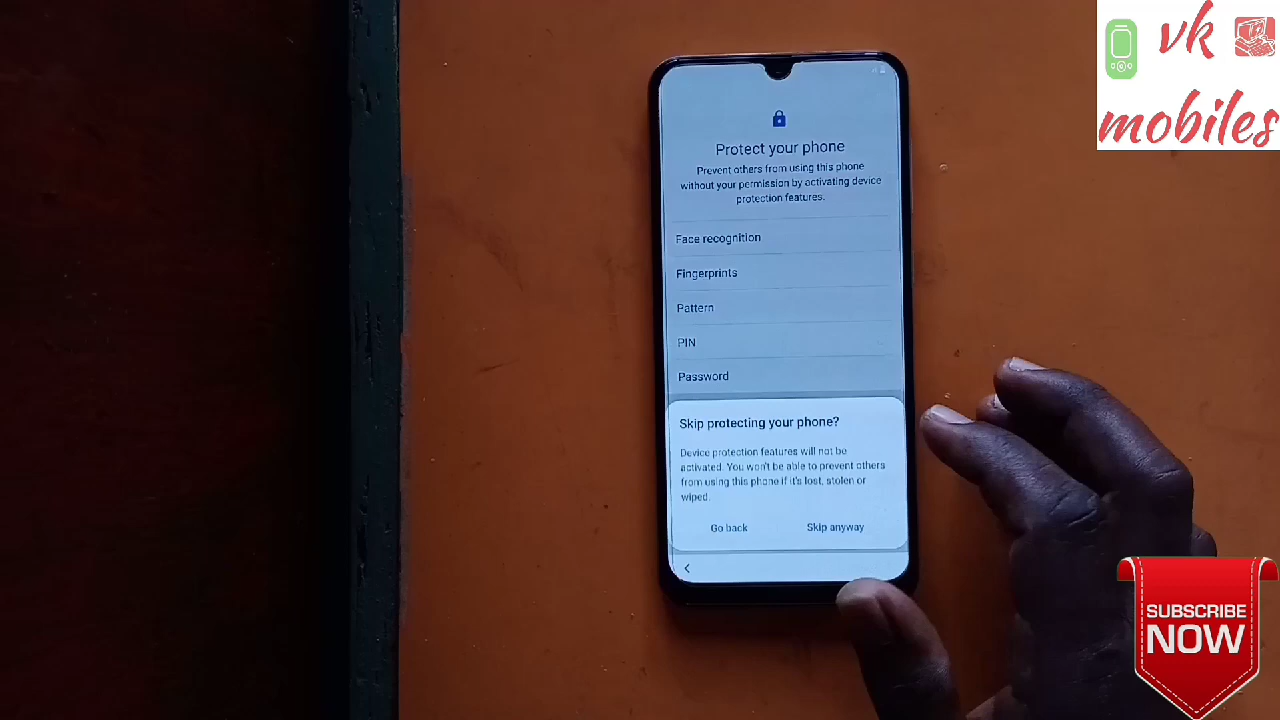 vk
mobiles
Protect your phone
Prevent others from using this phone
without your permission by activating device
protection features.
Face recognition
Fingerprints
Pattern
PIN
Password
Skip protecting your phone?
Device protection features will not be
activated. You won't be able to prevent others
from using this phone if it's lost, stolen or
wiped.
Go back
Skip anyway
SUBSCRIBE
NOW